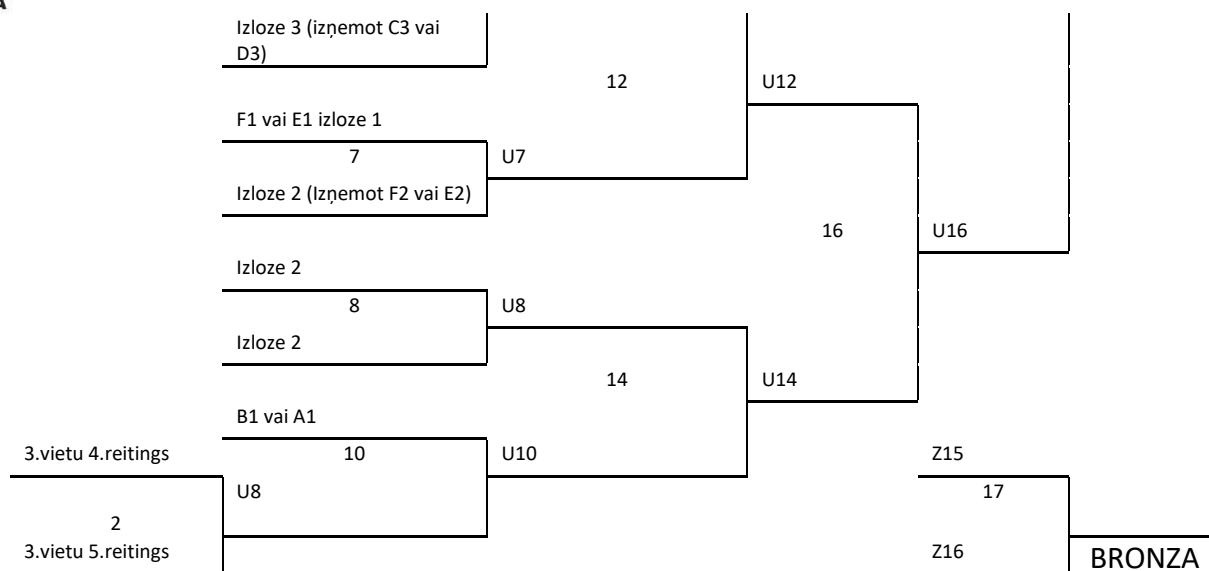 Izloze 3 (izņemot C3 vai
D3)
12
U12
F1 vai E1 izloze 1
7
U7
Izloze 2 (Izņemot F2 vai E2)
16
U16
Izloze 2
8
U8
Izloze 2
14
U14
B1 vai A1
3.vietu 4.reitings
10
U10
Z15
U8
17
2
3.vietu 5.reitings
Z16
BRONZA